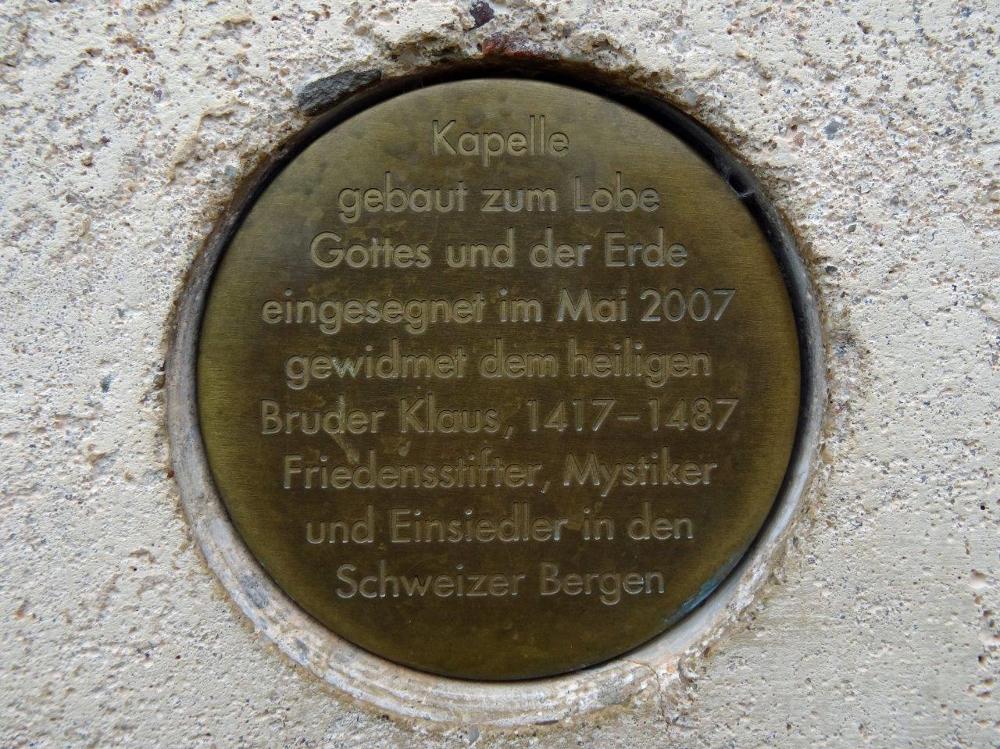 Kapelle
gebaut zum Lobe
Gottes und der Erde
eingesegnet im Mai 2007
gewidmet dem heiligen
Bruder Klaus, 1417–1487
Friedensstifter, Mystiker
und Einsiedler in den
Schweizer Bergen